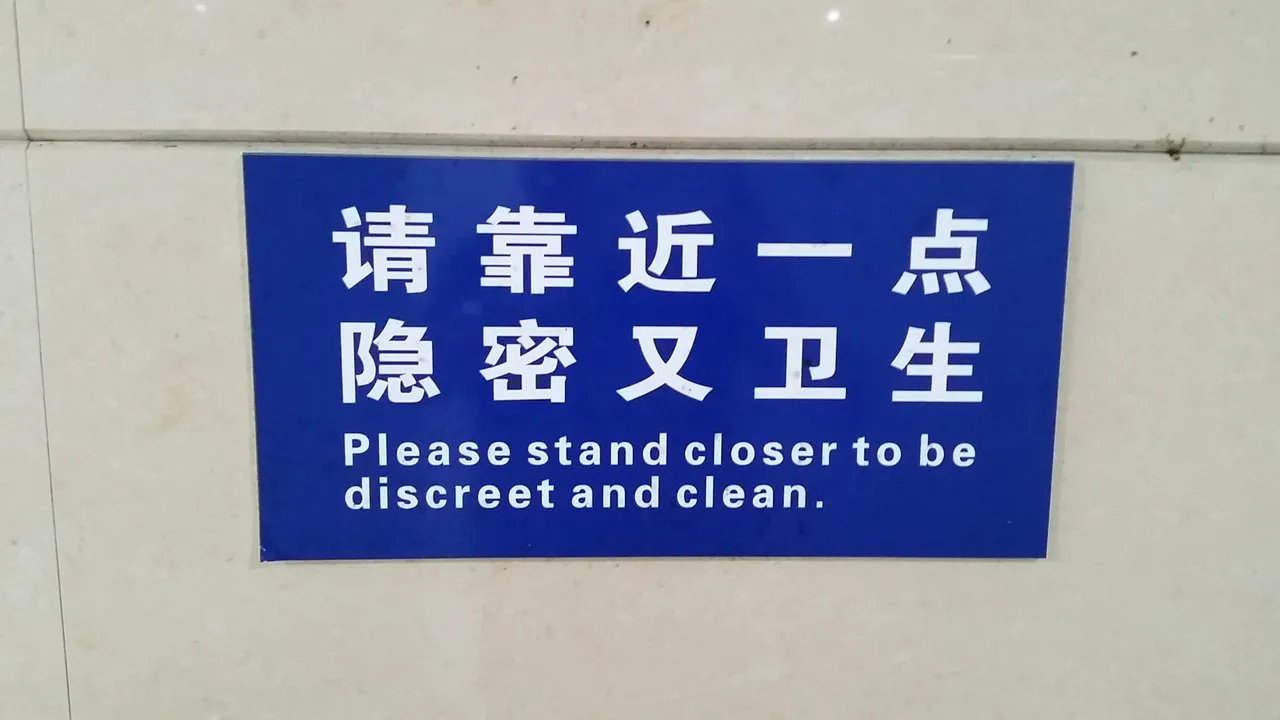 请靠近一点
隐密又卫生
Please stand closer to be
discreet and clean.